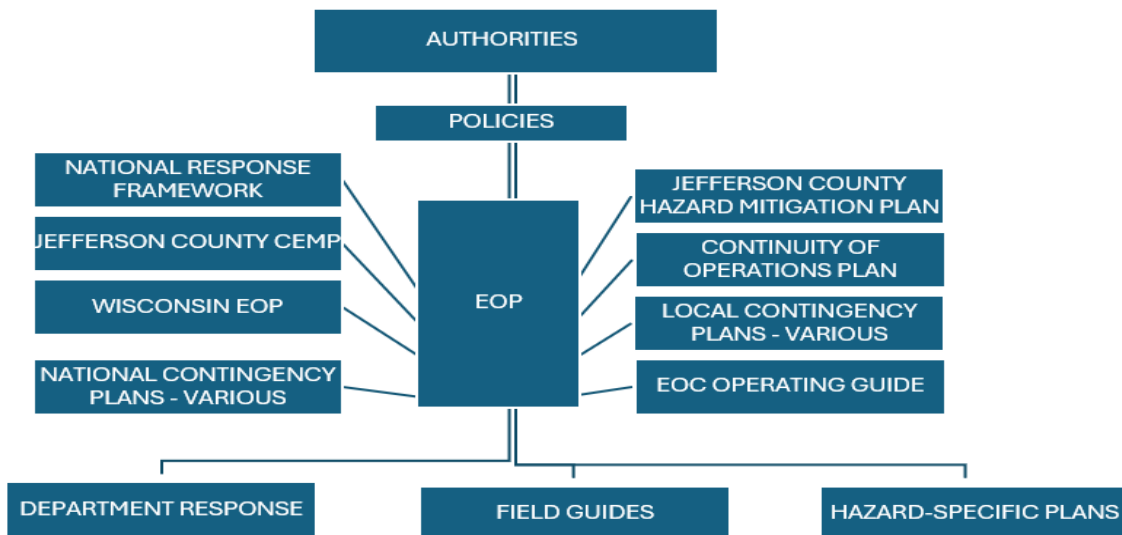 AUTHORITIES
POLICIES
NATIONAL RESPONSE
FRAMEWORK
JEFFERSON COUNTY CEMP
WISCONSIN EOP
NATIONAL CONTINGENCY
PLANS - VARIOUS
EOP
JEFFERSON COUNTY
HAZARD MITIGATION PLAN
CONTINUITY OF
OPERATIONS PLAN
LOCAL CONTINGENCY
PLANS - VARIOUS
EOC OPERATING GUIDE
DEPARTMENT RESPONSE
FIELD GUIDES
HAZARD-SPECIFIC PLANS